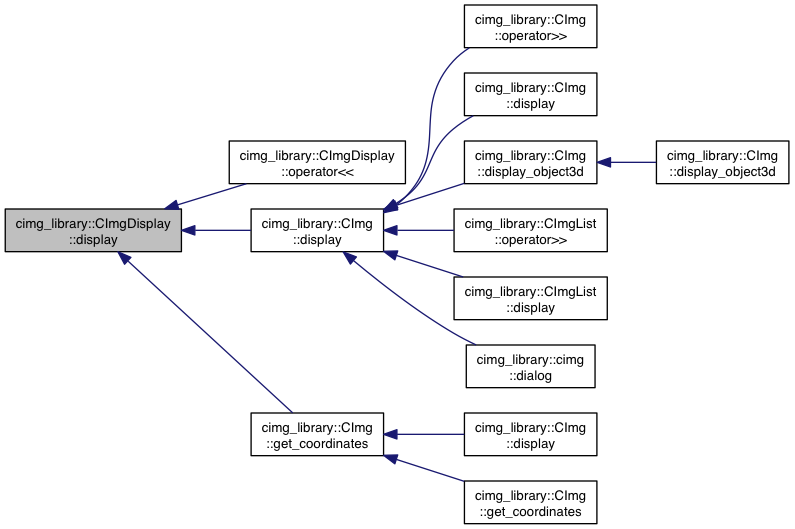 cimg_library::CImg
::operator>>
cimg_library::CImg
::display
cimg_library::CImgDisplay
::operator<<
cimg_library::CImg
::display_object3d
cimg_library::CImg
::display_object3d
cimg_library::CImgDisplay
::display
cimg_library::CImg
::display
cimg_library::CImgList
::operator>>
cimg_library::CImgList
::display
cimg_library::cimg
::dialog
cimg_library::CImg
::get_coordinates
cimg_library::CImg
::display
cimg_library::CImg
::get_coordinates